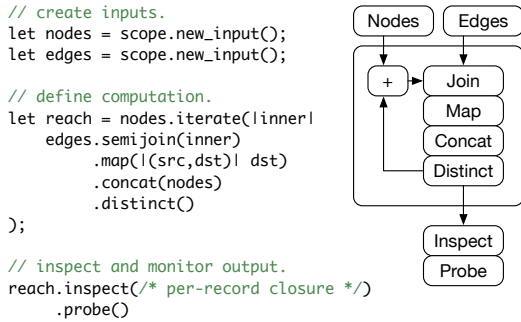 // create inputs.
let nodes = scope.new_input();
let edges = scope.new_input();
// define computation.
let reach = nodes.iterate(|inner|
    edges.semijoin(inner)
         .map(|(src,dst)| dst)
         .concat(nodes)
         .distinct()
);
// inspect and monitor output.
reach.inspect(/* per-record closure */)
     .probe()
Nodes
Edges
+
Join
Map
Concat
Distinct
Inspect
Probe